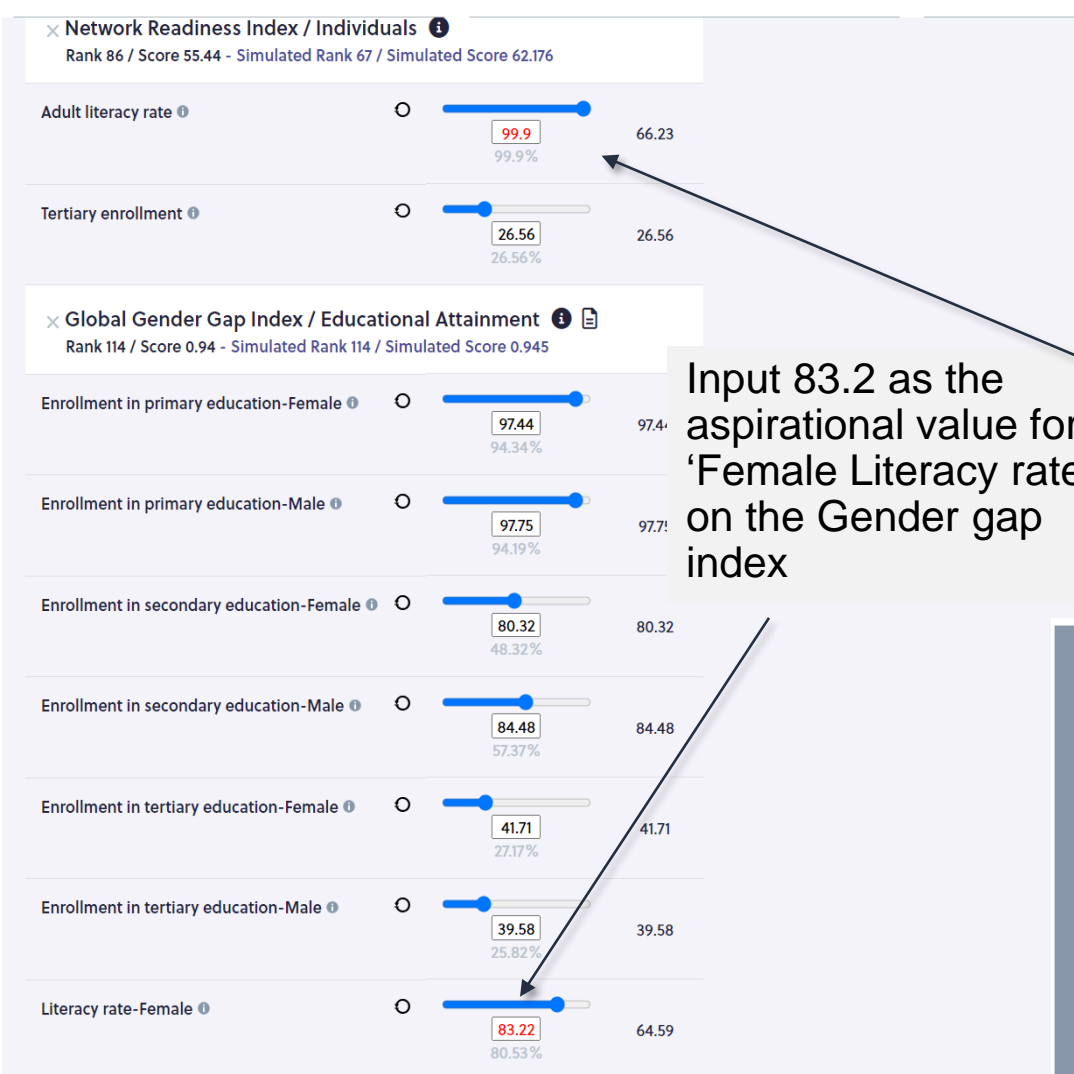 Network Readiness Index / Individuals
Rank 86 / Score 55.44 - Simulated Rank 67 / Simulated Score 62.176
Adult literacy rate
99.9
99.9%
66.23
Tertiary enrollment
26.56
26.56%
26.56
Global Gender Gap Index / Educational Attainment
Rank 114 / Score 0.94 - Simulated Rank 114 / Simulated Score 0.945
Enrollment in primary education-Female
97.44
94.34%
97.44
Input 83.2 as the
aspirational value for
‘Female Literacy rate
on the Gender gap
index
Enrollment in primary education-Male
97.75
94.19%
97.75
Enrollment in secondary education-Female
80.32
48.32%
80.32
Enrollment in secondary education-Male
84.48
57.37%
84.48
Enrollment in tertiary education-Female
41.71
27.17%
41.71
Enrollment in tertiary education-Male
39.58
25.82%
39.58
Literacy rate-Female
83.22
80.53%
64.59